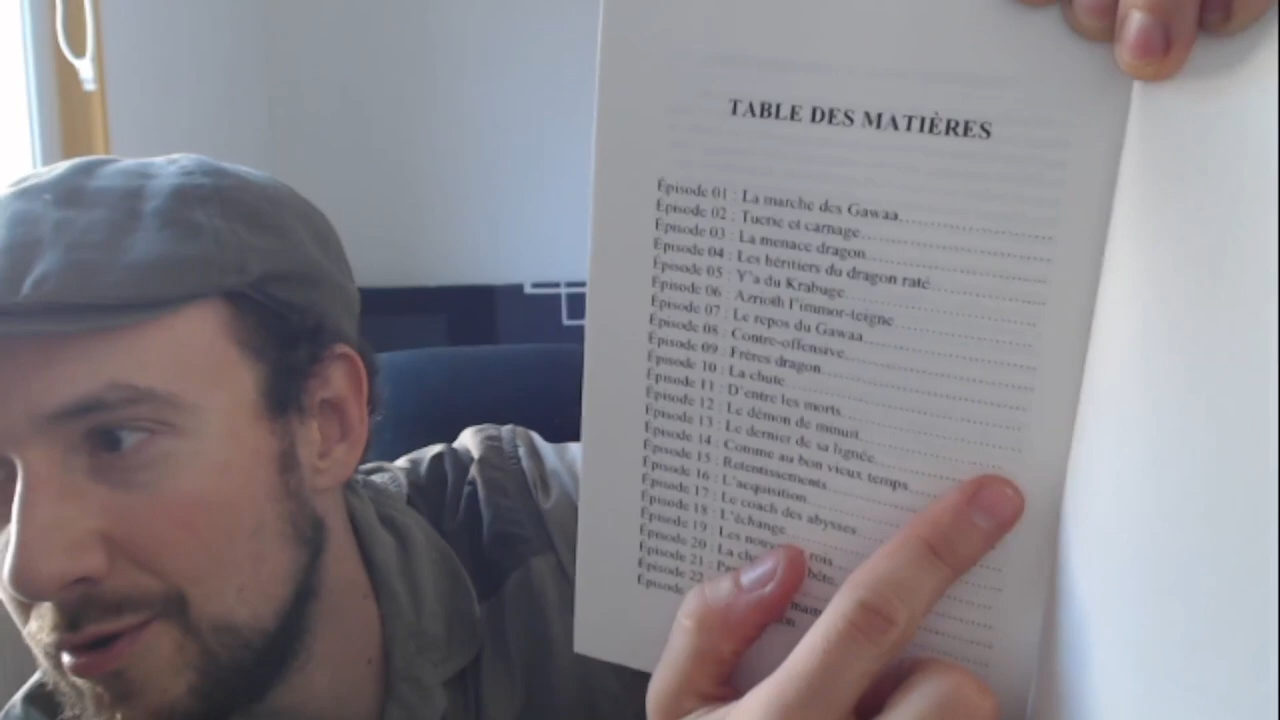 TABLE DES MATIÈRES
Épisode 01 : La marche des Gawaa
Épisode 02 : Tuerie et carnage
Épisode 03 : La menace dragon
Épisode 04 : Les héritiers du dragon raté
Épisode 05 : Y'a du Krabuge
Épisode 06 : Azrioth l'immor-teigne
Épisode 07 : Le repos du Gawaa
Épisode 08 : Contre-offensive
Épisode 09 : Frères dragon
Épisode 10 : La chute
Épisode 11 : D'entre les morts
Épisode 12 : Le démon de minuit
Épisode 13 : Le dernier de sa lignée
Épisode 14 : Comme au bon vieux temps
Épisode 15 : Retentissements
Épisode 16 : L'acquisition
Épisode 17 : Le coach des abysses
Épisode 18 : L'échange
Épisode 19 : Les rois
Épisode 20 : La bête
Épisode 21 :
Épisode 22
Épisode